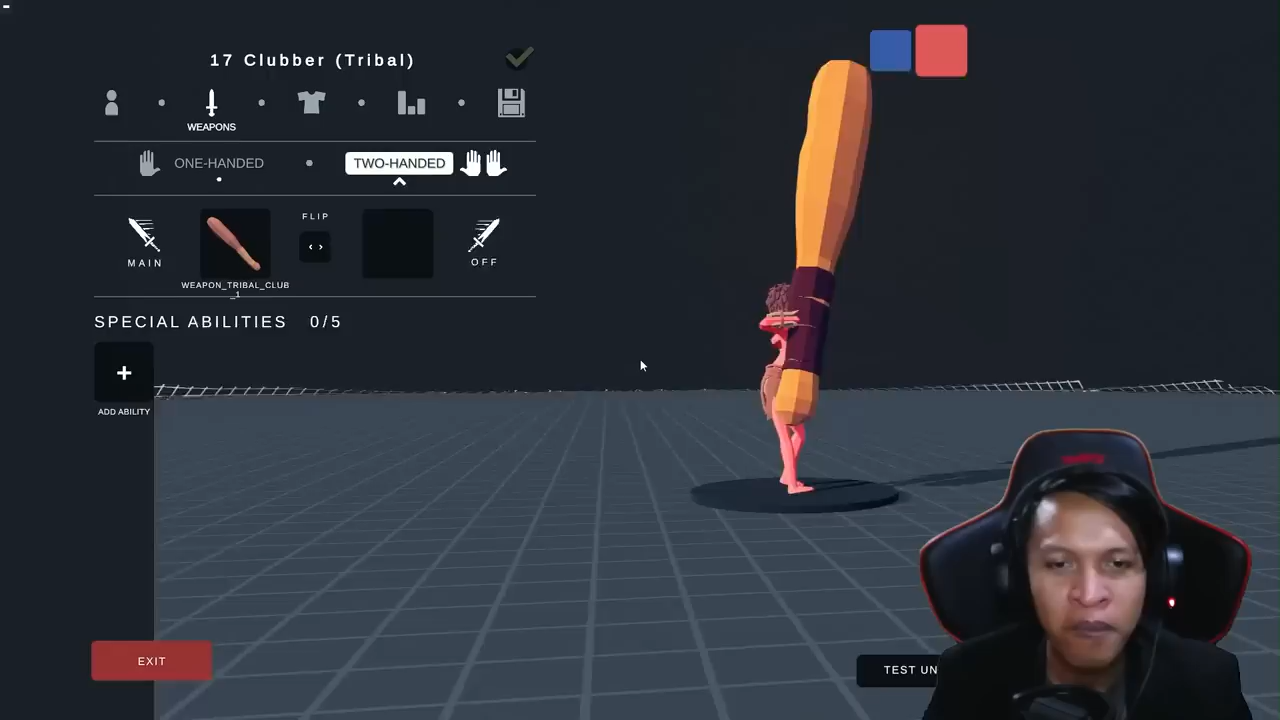 17 Clubber (Tribal)
WEAPONS
ONE-HANDED
TWO-HANDED
FLIP
MAIN
OFF
WEAPON_TRIBAL_CLUB
_1
SPECIAL ABILITIES 0/5
+
ADD ABILITY
EXIT
TEST UN